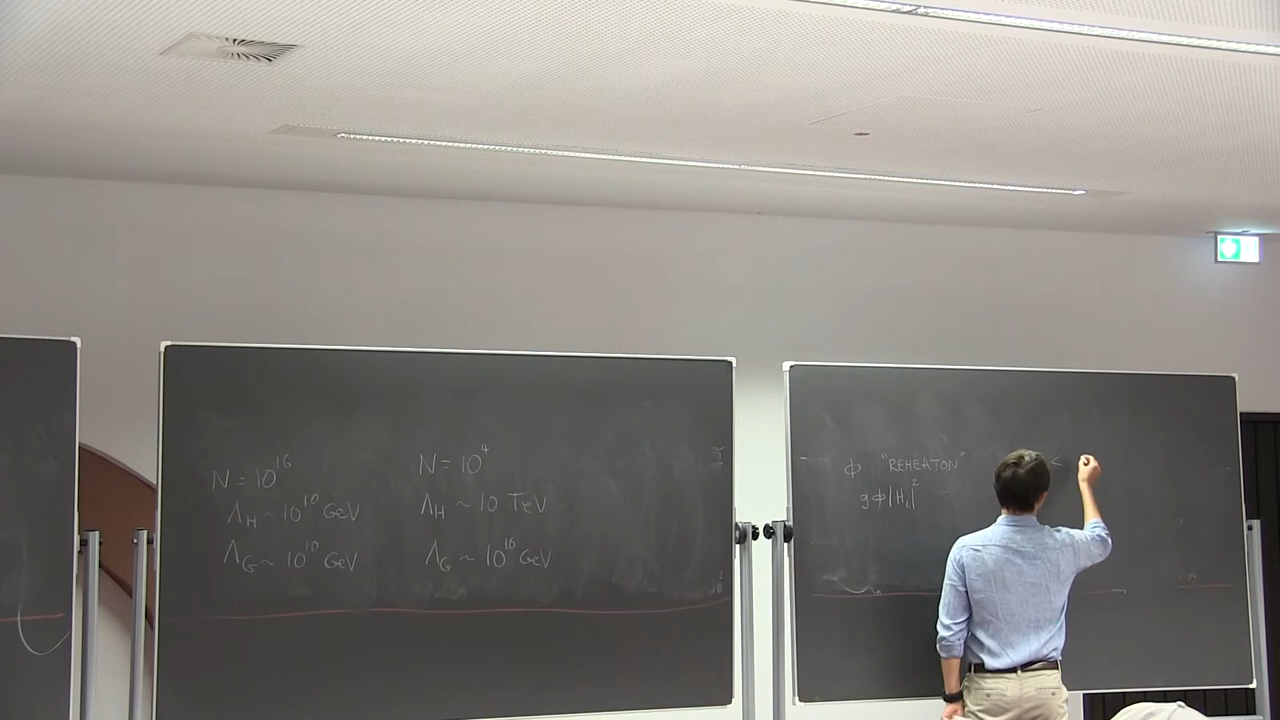 N = 10^16
Λ_H ~ 10^10 GeV
Λ_G ~ 10^10 GeV
N = 10^4
Λ_H ~ 10 TeV
Λ_G ~ 10^16 GeV
φ "REHEATON" <
g φ |H_i|^2